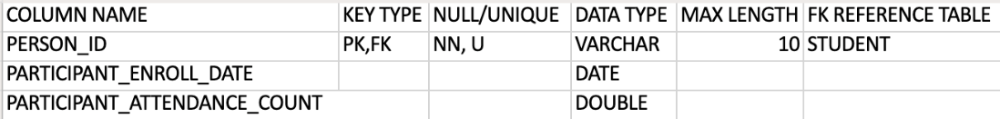 COLUMN NAME KEY TYPE NULL/UNIQUE DATA TYPE MAX LENGTH FK REFERENCE TABLE
PERSON_ID PK,FK NN, U VARCHAR 10 STUDENT
PARTICIPANT_ENROLL_DATE DATE
PARTICIPANT_ATTENDANCE_COUNT DOUBLE